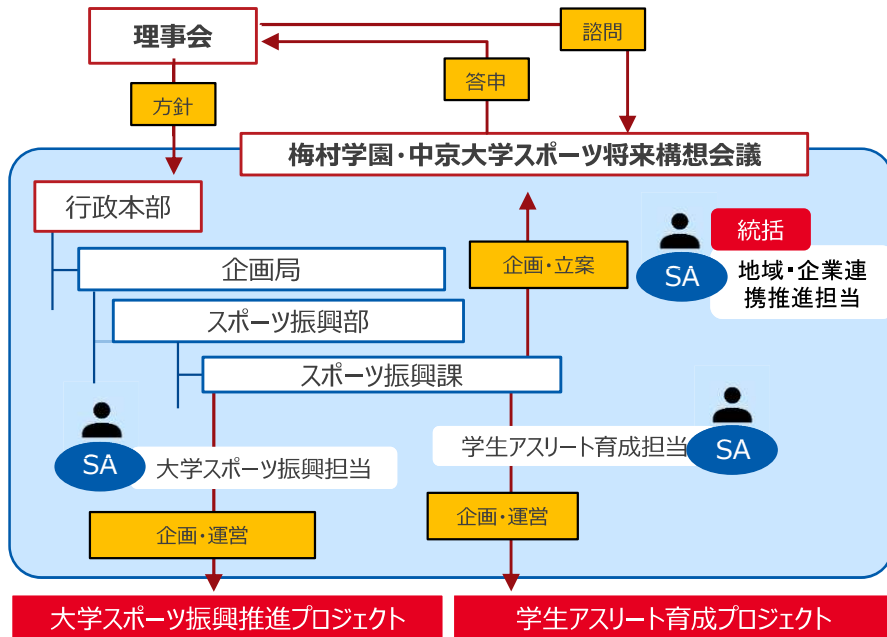 理事会
諮問
答申
方針
梅村学園・中京大学スポーツ将来構想会議
行政本部
統括
企画局
企画・立案
SA
地域・企業連
携推進担当
スポーツ振興部
スポーツ振興課
SA
大学スポーツ振興担当
学生アスリート育成担当
SA
企画・運営
企画・運営
大学スポーツ振興推進プロジェクト
学生アスリート育成プロジェクト